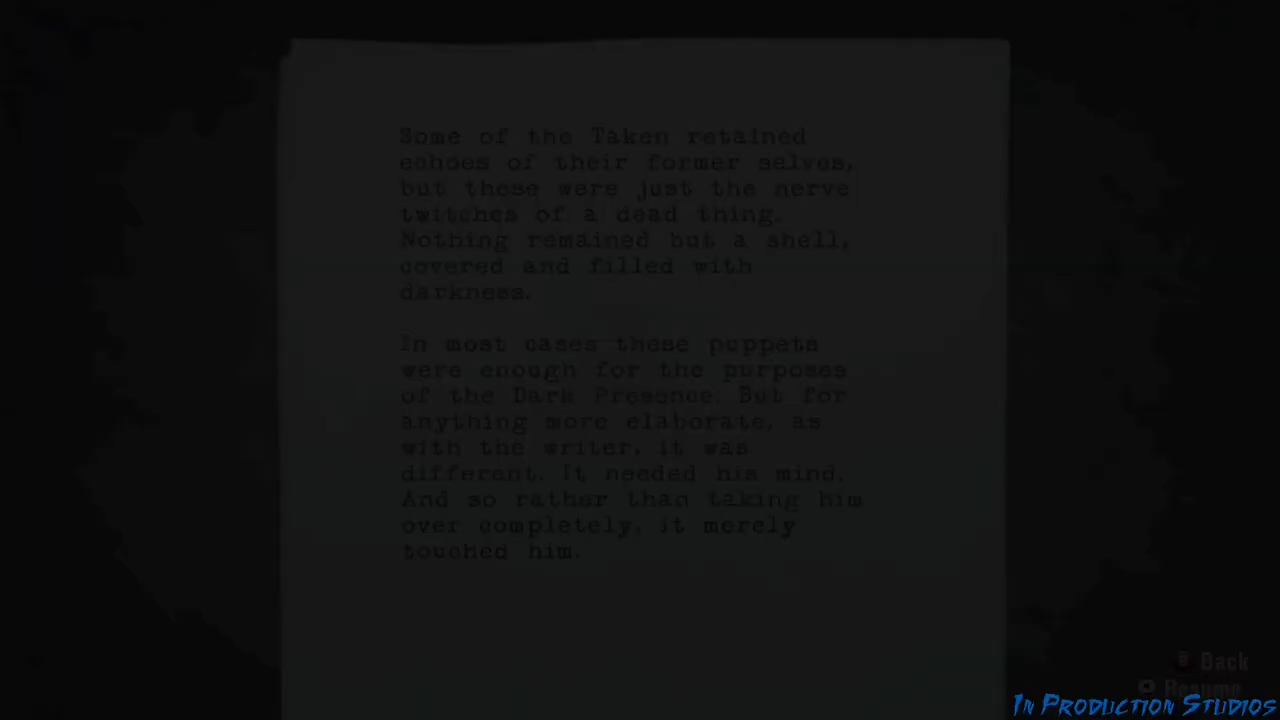 Some of the Taken retained
echoes of their former selves,
but these were just the nerve
twitches of a dead thing.
Nothing remained but a shell,
covered and filled with
darkness.
In most cases these puppets
were enough for the purposes
of the Dark Presence. But for
anything more elaborate, as
with the writer, it was
different. It needed his mind.
And so rather than taking him
over completely, it merely
touched him.
Back
Resume
In Production Studios